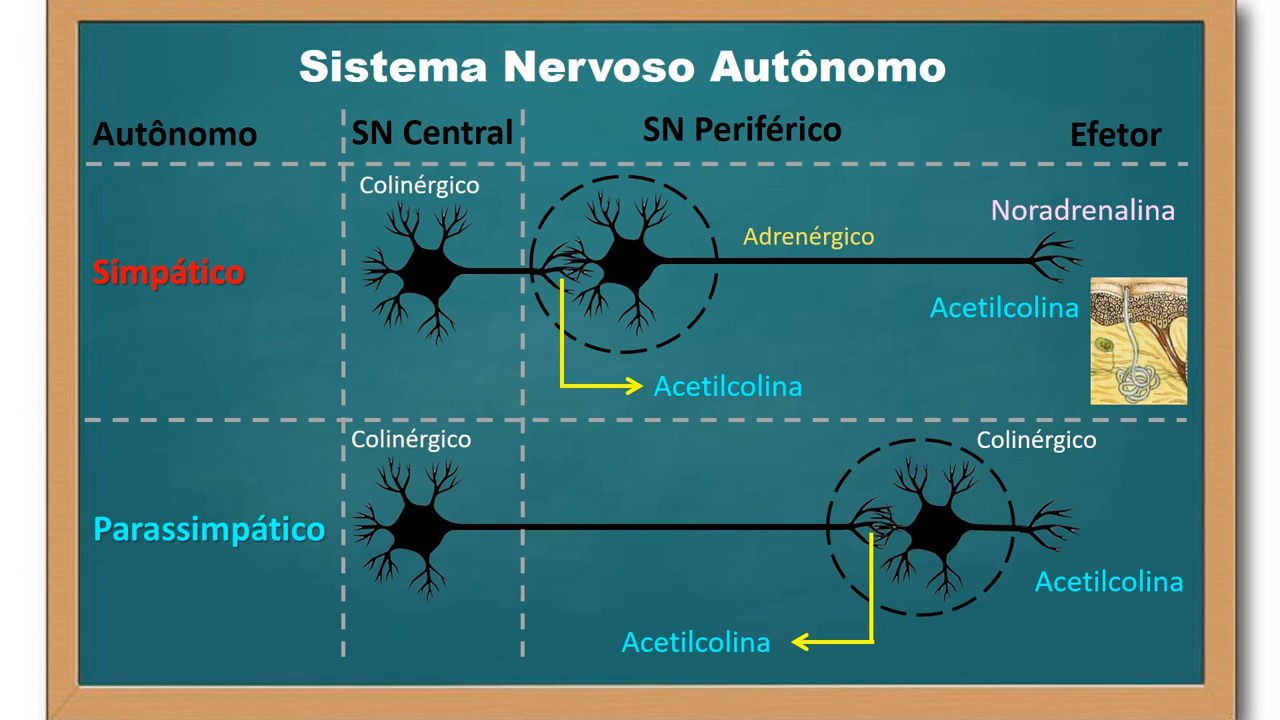 Sistema Nervoso Autônomo
Autônomo
SN Central
SN Periférico
Efetor
Colinérgico
Noradrenalina
Adrenérgico
Simpático
Acetilcolina
Acetilcolina
Colinérgico
Colinérgico
Parassimpático
Acetilcolina
Acetilcolina